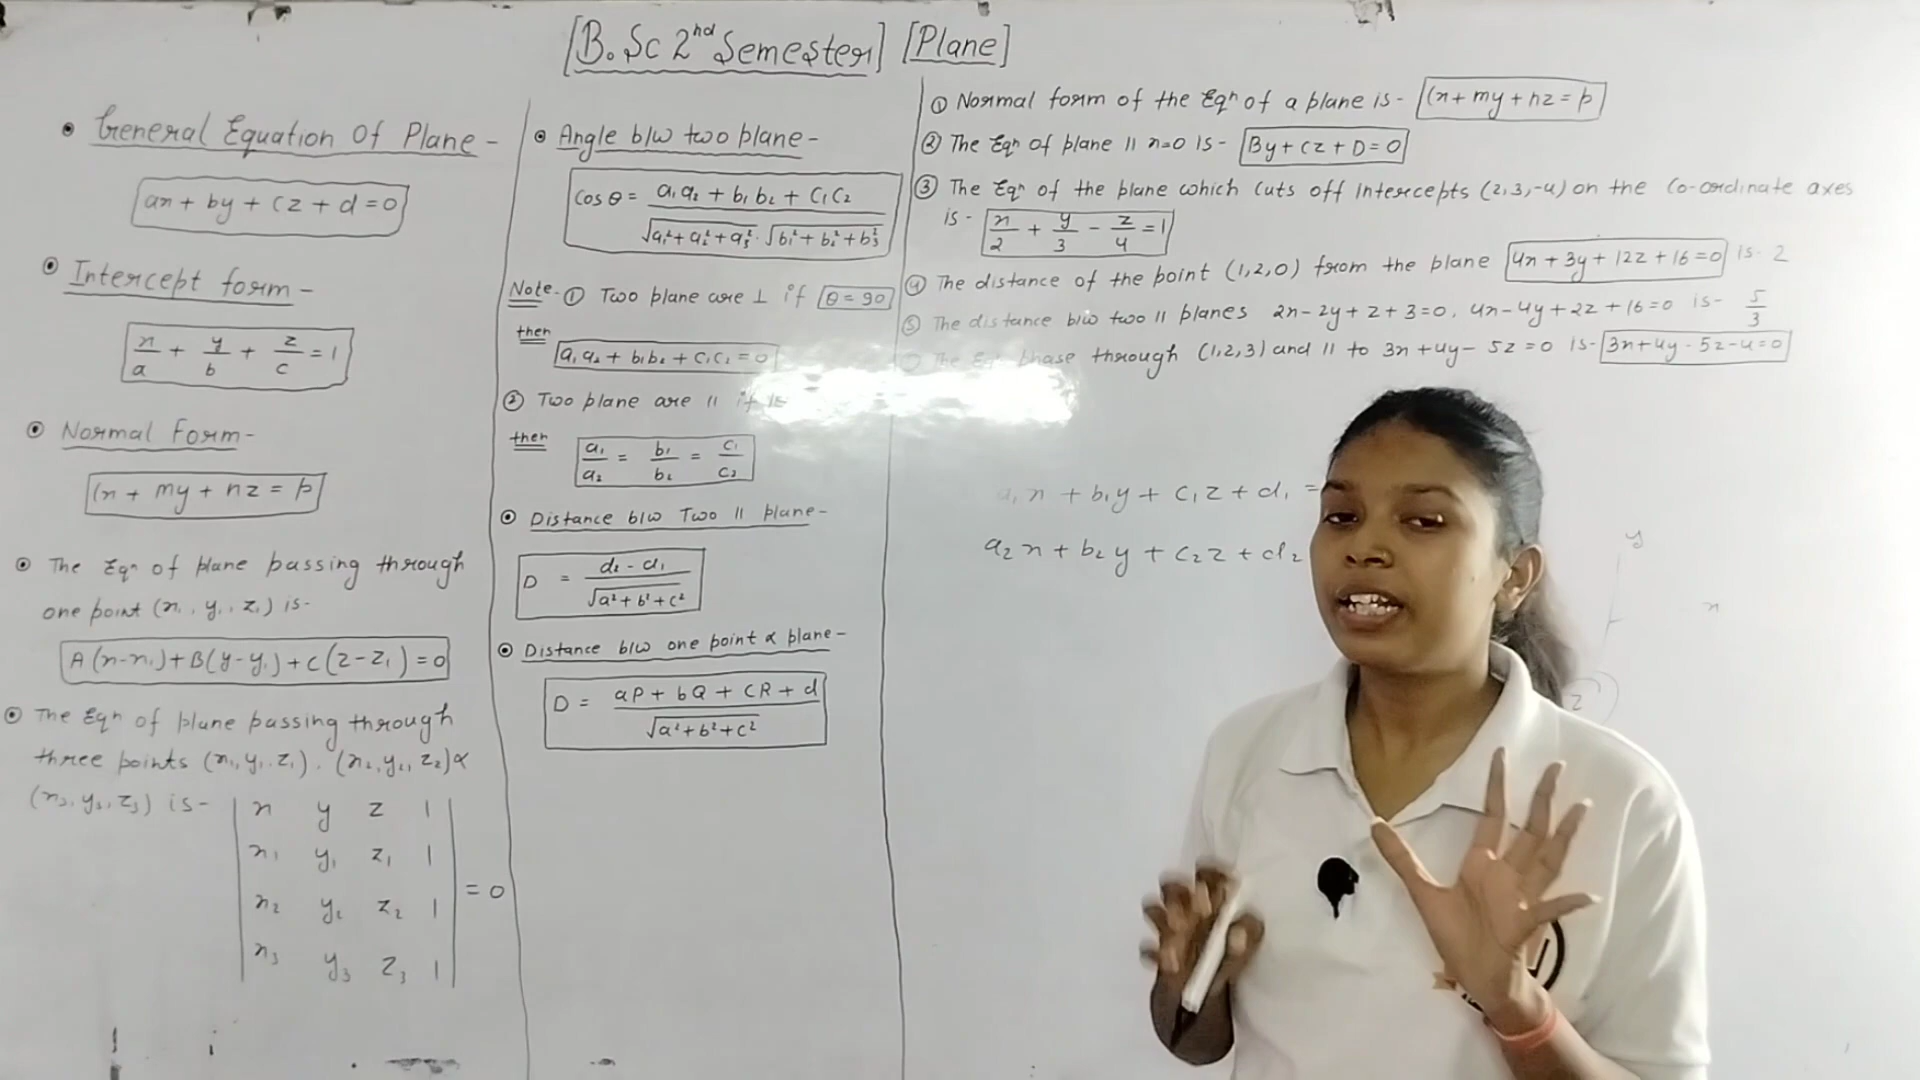 [B.Sc 2nd Semester] [Plane]
• General Equation Of Plane -
ax + by + cz + d = 0
• Intercept form -
x/a + y/b + z/c = 1
• Normal Form -
lx + my + nz = p
• The Eqn of plane passing through
one point (x1, y1, z1) is -
A(x-x1)+B(y-y1)+C(z-z1)=0
• The Eqn of plane passing through
three points (x1,y1,z1), (x2,y2,z2) &
(x3,y3,z3) is -
| x y z 1 |
| x1 y1 z1 1 |
| x2 y2 z2 1 | = 0
| x3 y3 z3 1 |
• Angle b/w two plane -
Cos θ = a1a2 + b1b2 + c1c2 / √a1²+a2²+a3² . √b1²+b2²+b3²
Note - ① Two plane are ⊥ if θ = 90
then
a1a2 + b1b2 + c1c2 = 0
② Two plane are || if
then
a1/a2 = b1/b2 = c1/c2
• Distance b/w Two || plane -
D = d2 - d1 / √a²+b²+c²
• Distance b/w one point & plane -
D = aP + bQ + CR + d / √a²+b²+c²
① Normal form of the Eqn of a plane is - lx + my + nz = p
② The Eqn of plane || x=0 is - By + Cz + D = 0
③ The Eqn of the plane which cuts off Intercepts (2,3,-4) on the Co-ordinate axes
is - x/2 + y/3 - z/4 = 1
④ The distance of the point (1,2,0) from the plane 4x + 3y + 12z + 16 = 0 is 2
⑤ The distance b/w two || planes 2x - 2y + z + 3 = 0, 4x - 4y + 2z + 16 = 0 is - 5/3
The phase through (1,2,3) and || to 3x + 4y - 5z = 0 is - 3x+4y-5z-4=0
a1x + b1y + c1z + d1 =
a2x + b2y + c2z + d2
y
x
z